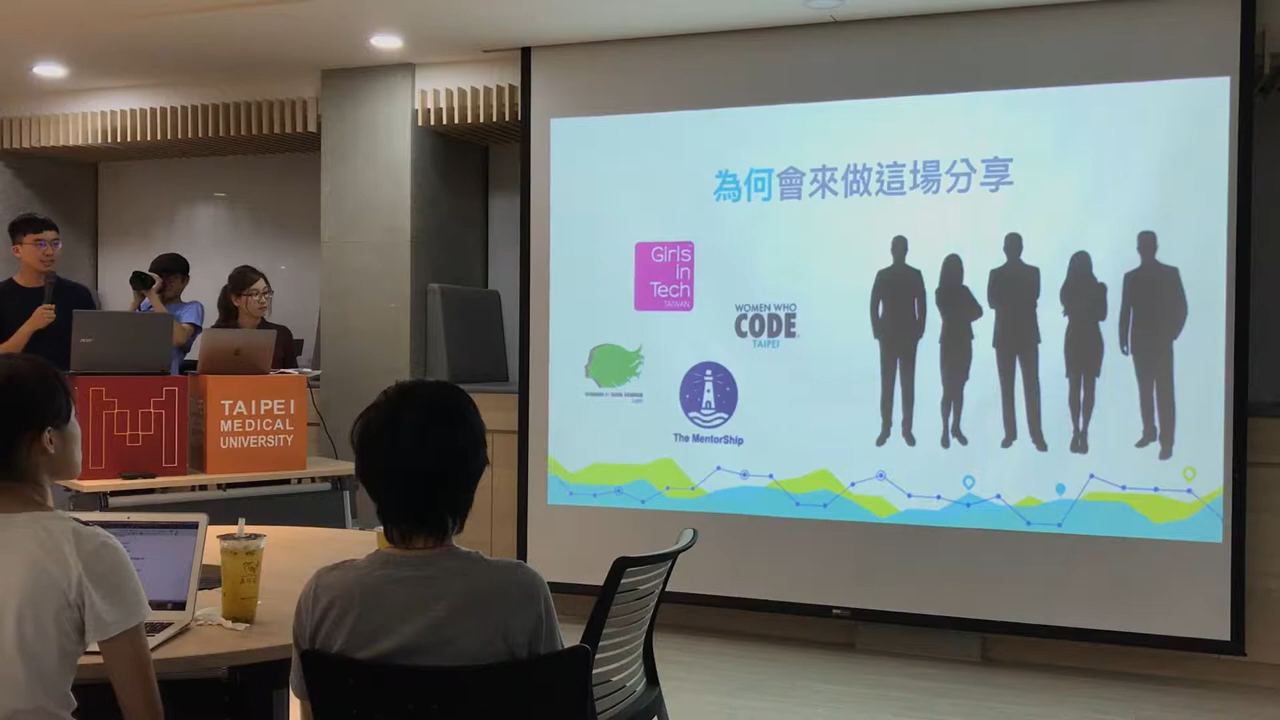 為何會來做這場分享
Girls
in
Tech
TAIWAN
WOMEN WHO
CODE
TAIPEI
The MentorShip
TAIPEI
MEDICAL
UNIVERSITY
acer